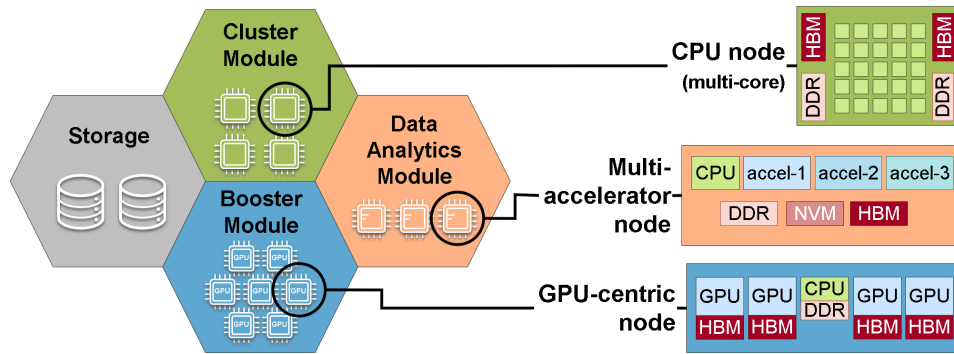 Cluster
Module
Storage
Data
Analytics
Module
Booster
Module
GPU GPU
GPU GPU GPU
GPU GPU
CPU node
(multi-core)
HBM HBM
DDR DDR
Multi-
accelerator
node
CPU accel-1 accel-2 accel-3
DDR NVM HBM
GPU-centric
node
GPU GPU CPU GPU GPU
DDR
HBM HBM HBM HBM